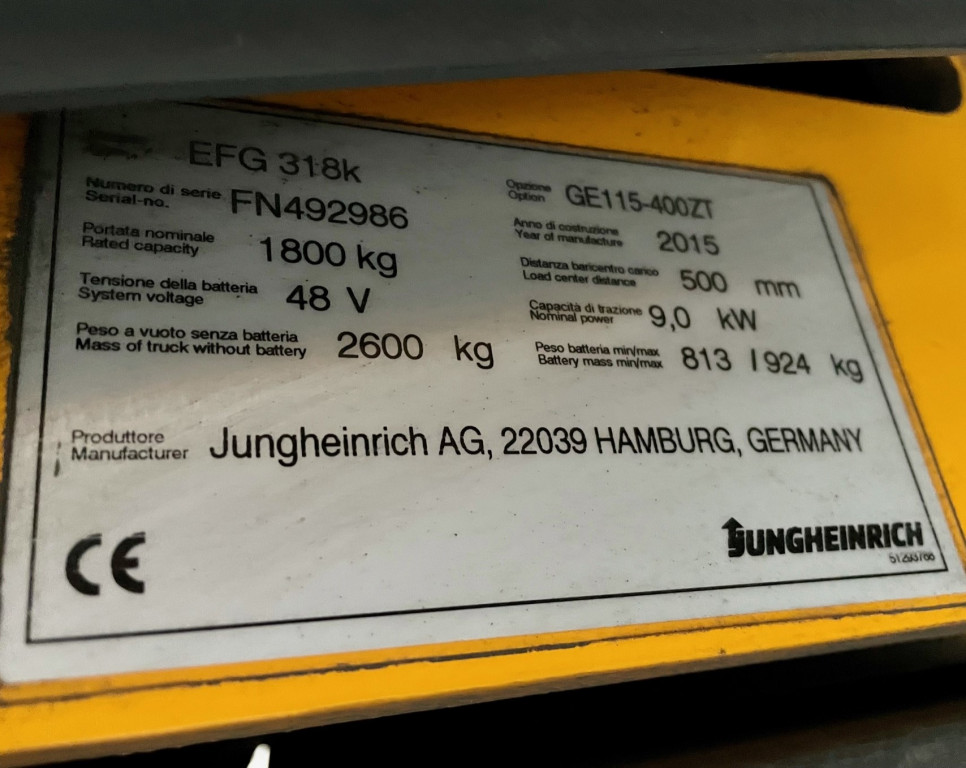 EFG 318k
Numero di serie
Serial-no. FN492986
Opzione
Option GE115-400ZT
Portata nominale
Rated capacity 1800 kg
Anno di costruzione
Year of manufacture 2015
Tensione della batteria
System voltage 48 V
Distanza baricentro carico
Load center distance 500 mm
Peso a vuoto senza batteria
Mass of truck without battery 2600 kg
Capacità di trazione
Nominal power 9,0 kW
Peso batteria min/max
Battery mass min/max 813 / 924 kg
Produttore
Manufacturer Jungheinrich AG, 22039 HAMBURG, GERMANY
CE
JUNGHEINRICH